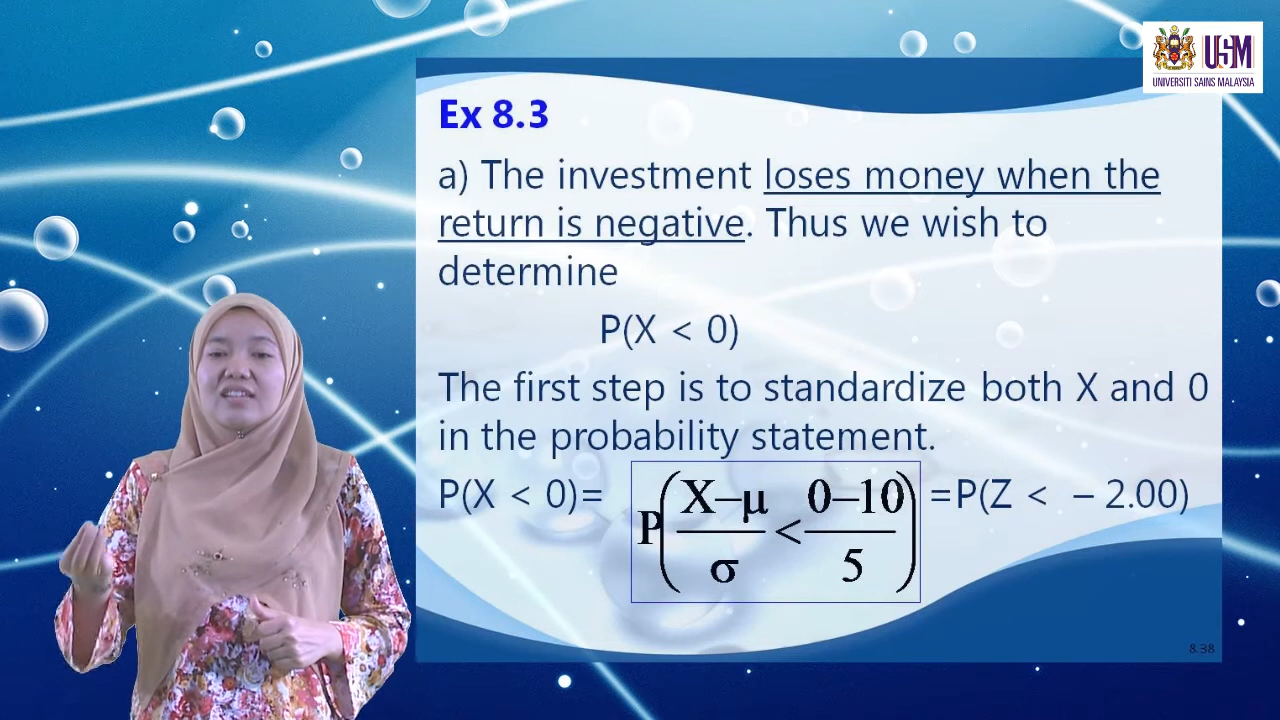 USM
UNIVERSITI SAINS MALAYSIA
Ex 8.3
a) The investment loses money when the
return is negative. Thus we wish to
determine
P(X < 0)
The first step is to standardize both X and 0
in the probability statement.
P(X < 0)= P(X–μ/σ < 0–10/5) =P(Z < – 2.00)
8.38